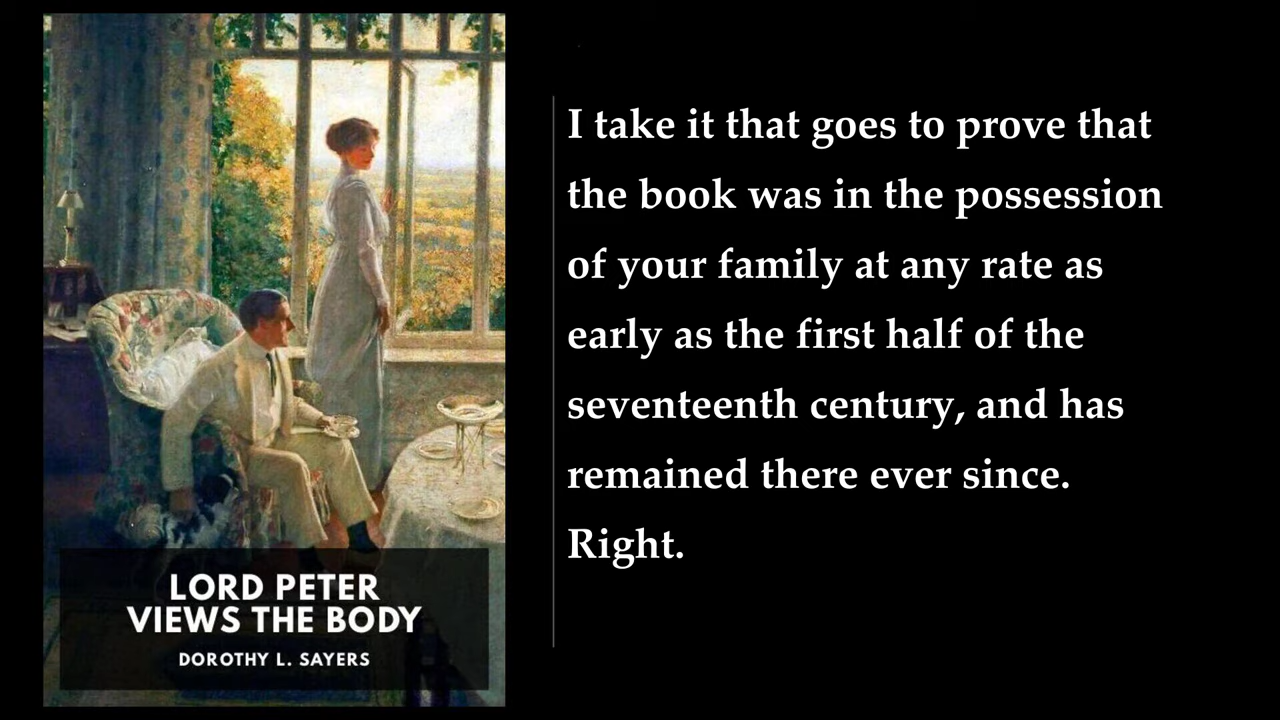 LORD PETER
VIEWS THE BODY
DOROTHY L. SAYERS
I take it that goes to prove that
the book was in the possession
of your family at any rate as
early as the first half of the
seventeenth century, and has
remained there ever since.
Right.